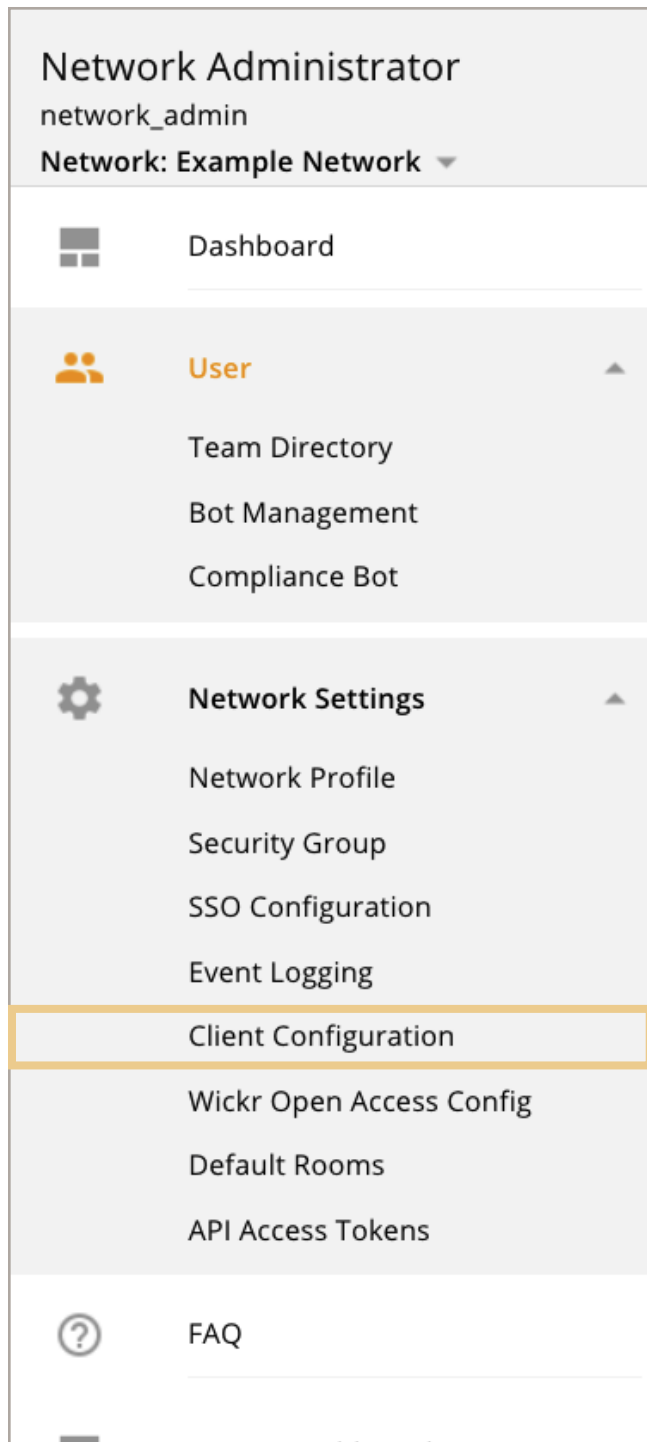 Network Administrator
network_admin
Network: Example Network
Dashboard
User
Team Directory
Bot Management
Compliance Bot
Network Settings
Network Profile
Security Group
SSO Configuration
Event Logging
Client Configuration
Wickr Open Access Config
Default Rooms
API Access Tokens
FAQ